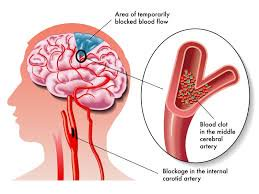 Area of temporarily
blocked blood flow
Blood clot
in the middle
cerebral
artery
Blockage in the internal
carotid artery